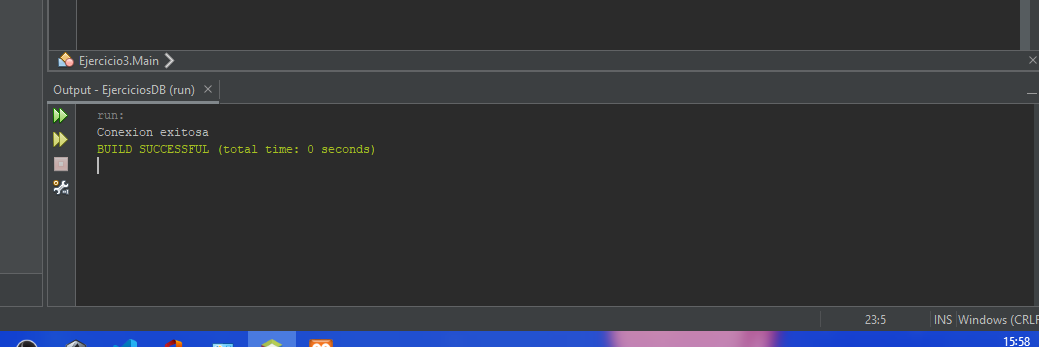 Ejercicio3.Main
Output - EjerciciosDB (run)
run:
Conexion exitosa
BUILD SUCCESSFUL (total time: 0 seconds)
23:5 INS Windows (CRLF
15:58